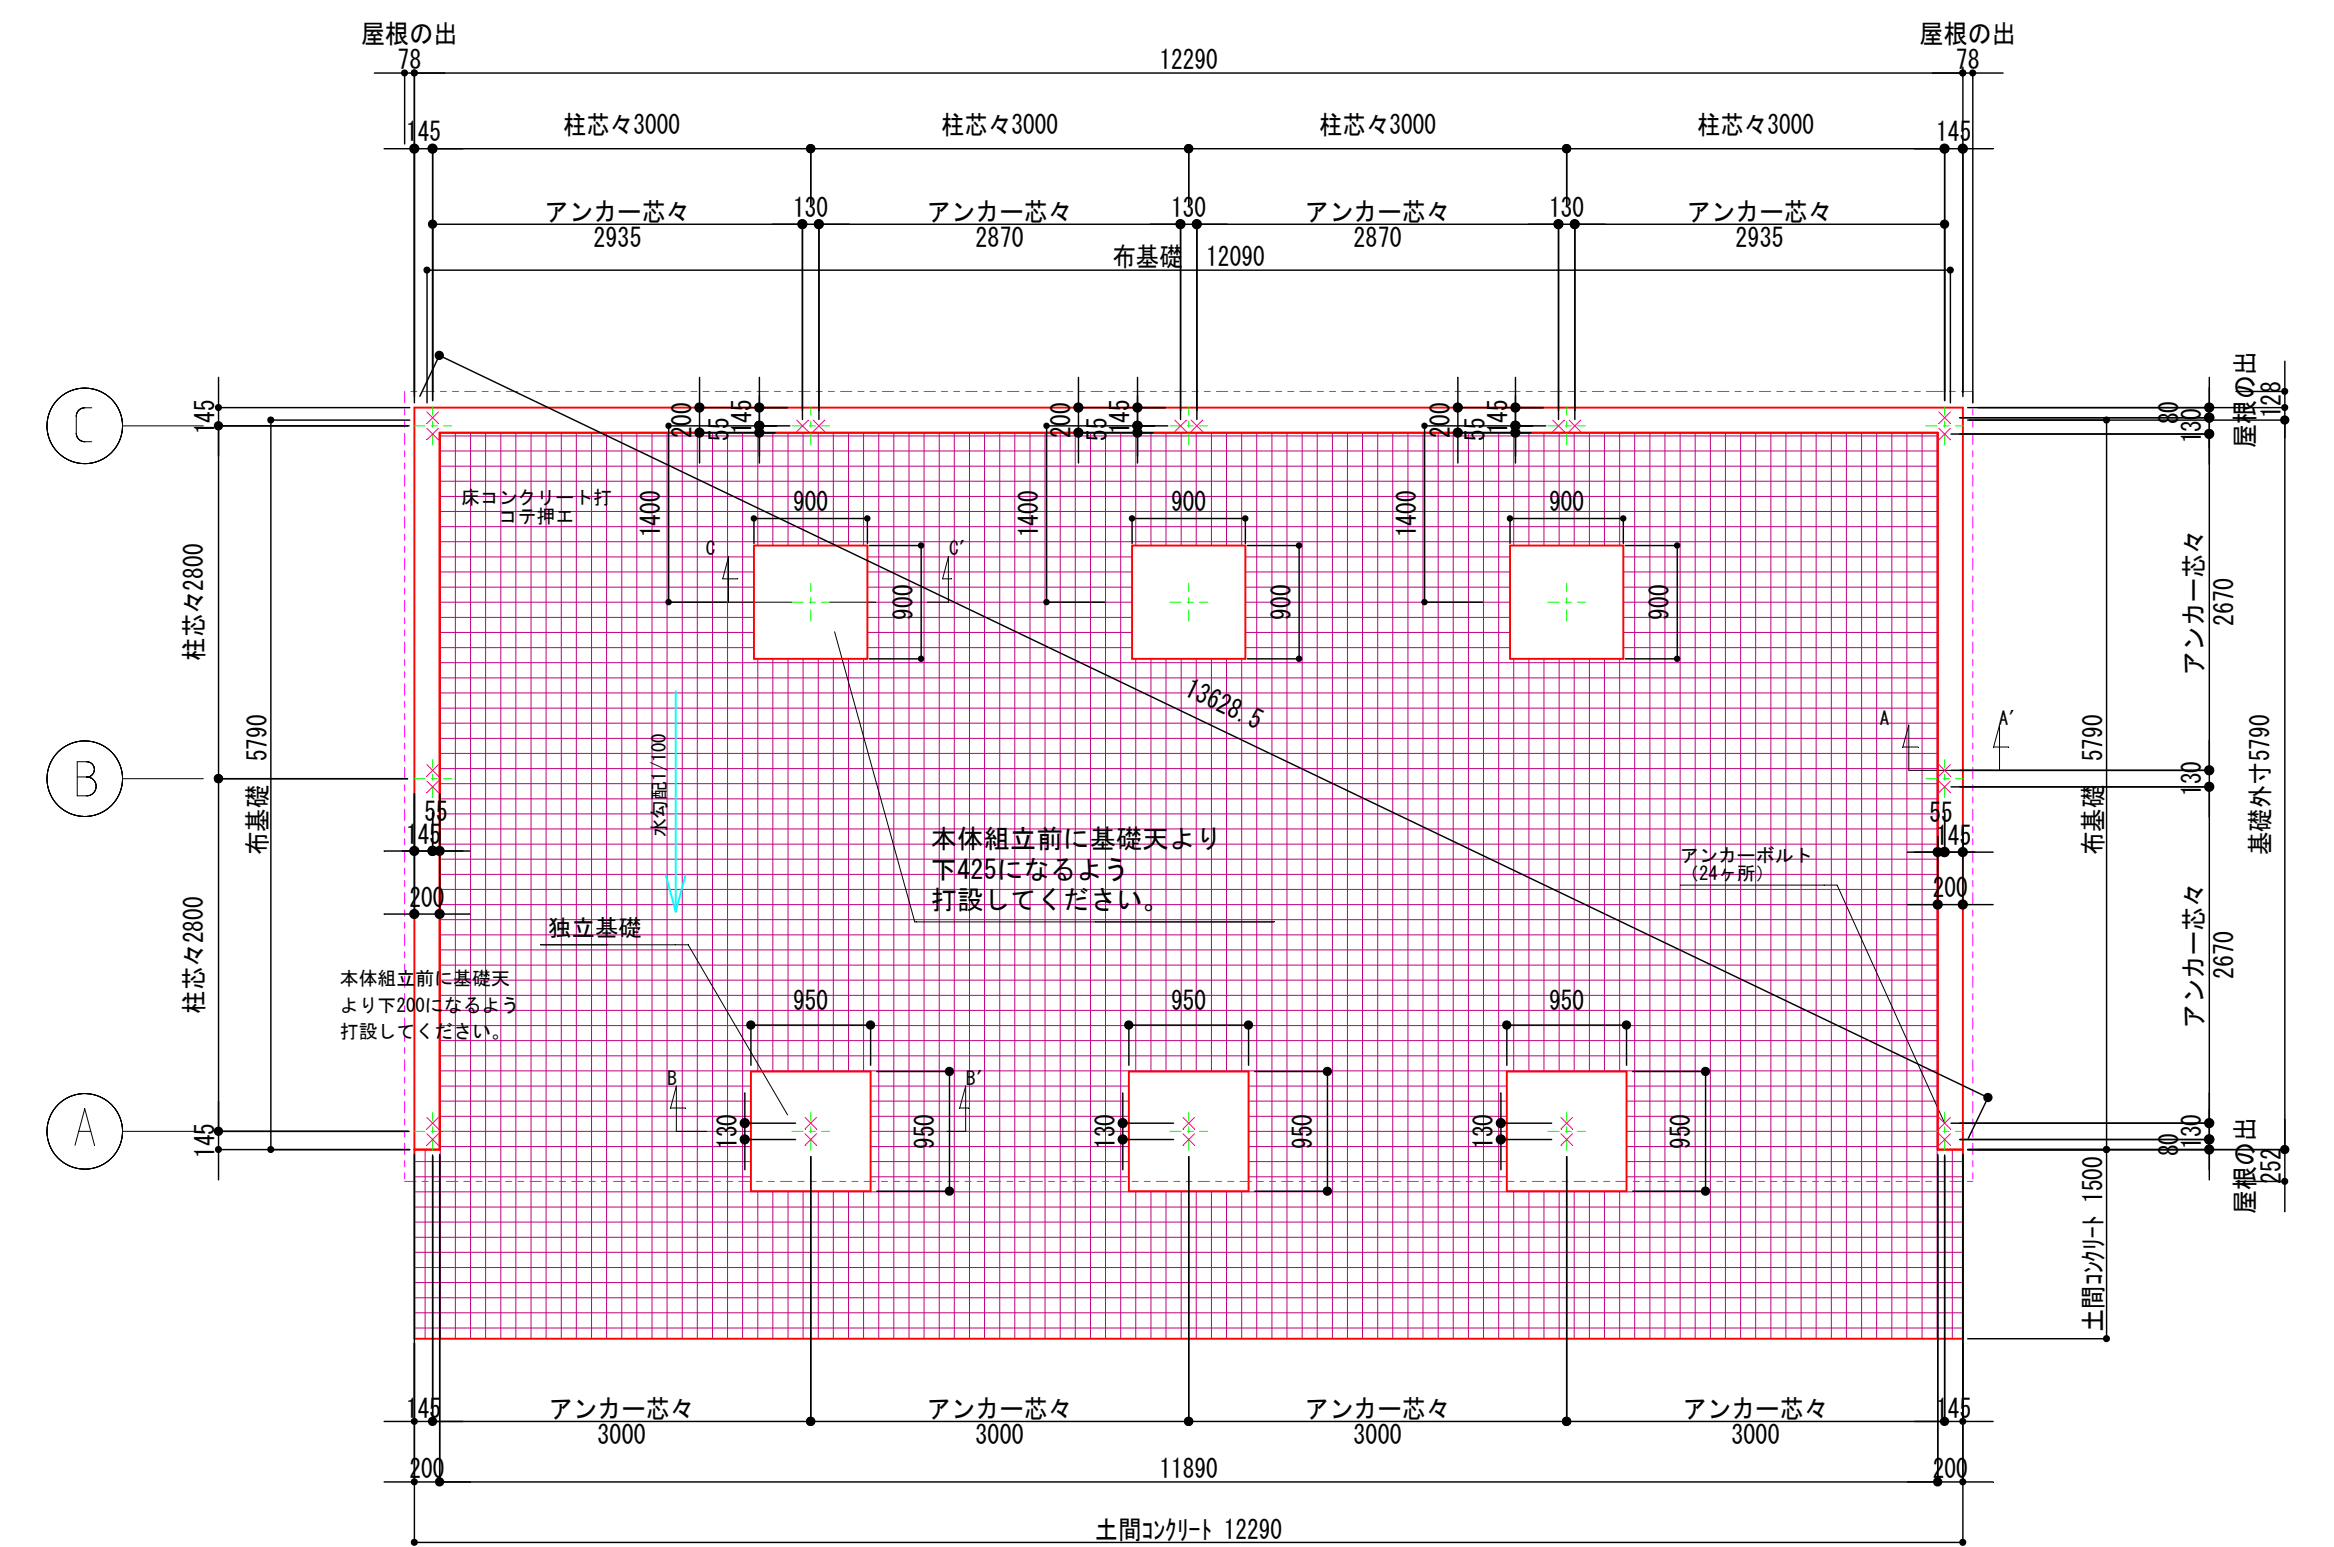 屋根の出
78
12290
屋根の出
78
145
柱芯々3000
柱芯々3000
柱芯々3000
柱芯々3000
145
アンカー芯々
2935
130
アンカー芯々
2870
130
アンカー芯々
2870
130
アンカー芯々
2935
布基礎 12090
C
145
200
55
145
200
55
145
200
55
145
80
130
屋根の出
128
床コンクリート打
コテ押エ
1400
900
1400
900
1400
900
C
C'
900
900
900
柱芯々2800
アンカー芯々
2670
13628.5
布基礎 5790
水勾配1/100
A
A'
布基礎 5790
基礎外寸5790
B
130
55
145
200
55
145
200
本体組立前に基礎天より
下425になるよう
打設してください。
アンカーボルト
(24ヶ所)
独立基礎
柱芯々2800
アンカー芯々
2670
本体組立前に基礎天
より下200になるよう
打設してください。
950
950
950
B
B'
A
145
130
950
130
950
130
950
130
80
屋根の出
252
土間コンクリート 1500
145
アンカー芯々
3000
アンカー芯々
3000
アンカー芯々
3000
アンカー芯々
3000
145
200
11890
200
土間コンクリート 12290